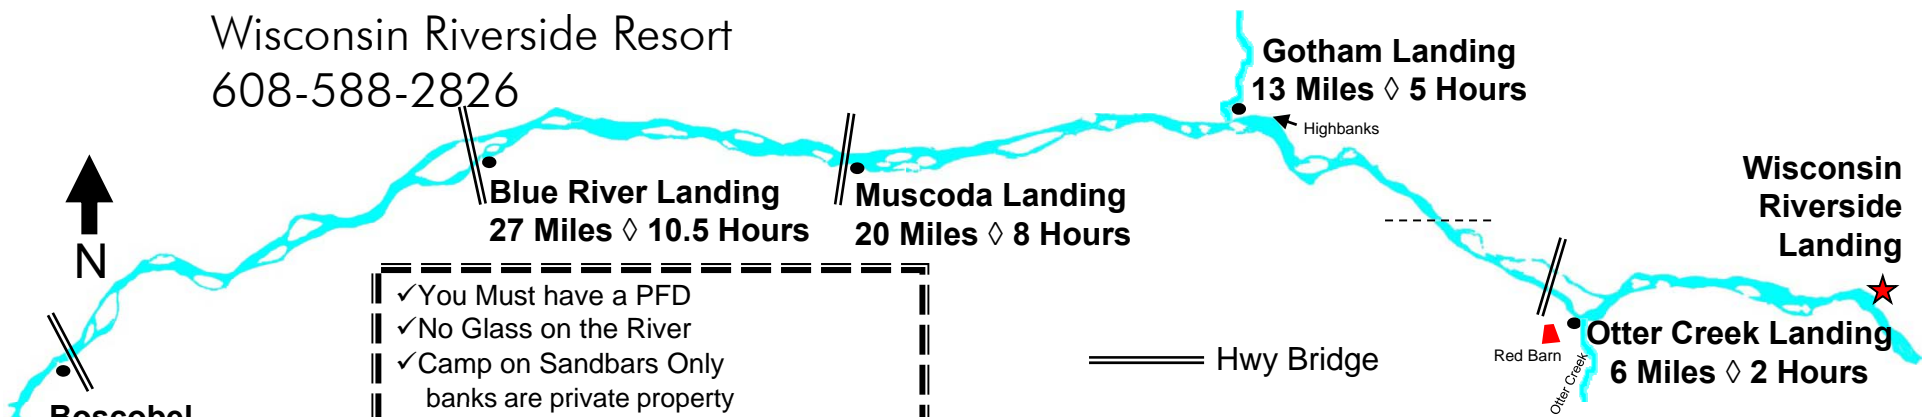 Wisconsin Riverside Resort
608-588-2826
Gotham Landing
13 Miles ◊ 5 Hours
Highbanks
Wisconsin
Riverside
Landing
Blue River Landing
27 Miles ◊ 10.5 Hours
Muscoda Landing
20 Miles ◊ 8 Hours
N
✓You Must have a PFD
✓No Glass on the River
✓Camp on Sandbars Only
banks are private property
Hwy Bridge
Red Barn
Otter Creek
Otter Creek Landing
6 Miles ◊ 2 Hours
Boscobel